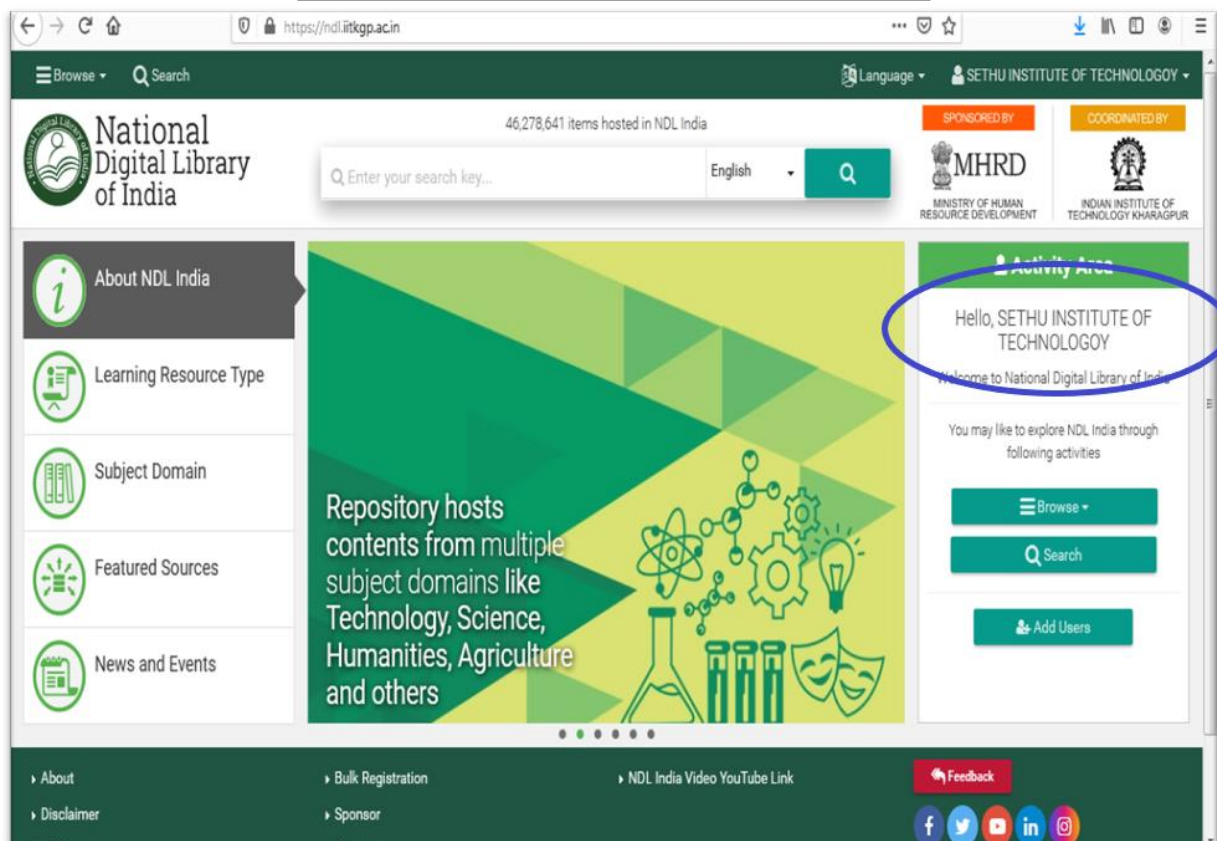 https://ndl.iitkgp.ac.in
Browse
Search
Language
SETHU INSTITUTE OF TECHNOLOGOY
National
Digital Library
of India
46,278,641 items hosted in NDL India
Enter your search key...
English
SPONSORED BY
MHRD
MINISTRY OF HUMAN
RESOURCE DEVELOPMENT
COORDINATED BY
INDIAN INSTITUTE OF
TECHNOLOGY KHARAGPUR
About NDL India
Learning Resource Type
Subject Domain
Featured Sources
News and Events
Repository hosts
contents from multiple
subject domains like
Technology, Science,
Humanities, Agriculture
and others
Activity Area
Hello, SETHU INSTITUTE OF
TECHNOLOGOY
Welcome to National Digital Library of India
You may like to explore NDL India through
following activities
Browse
Search
Add Users
About
Bulk Registration
NDL India Video YouTube Link
Feedback
Disclaimer
Sponsor